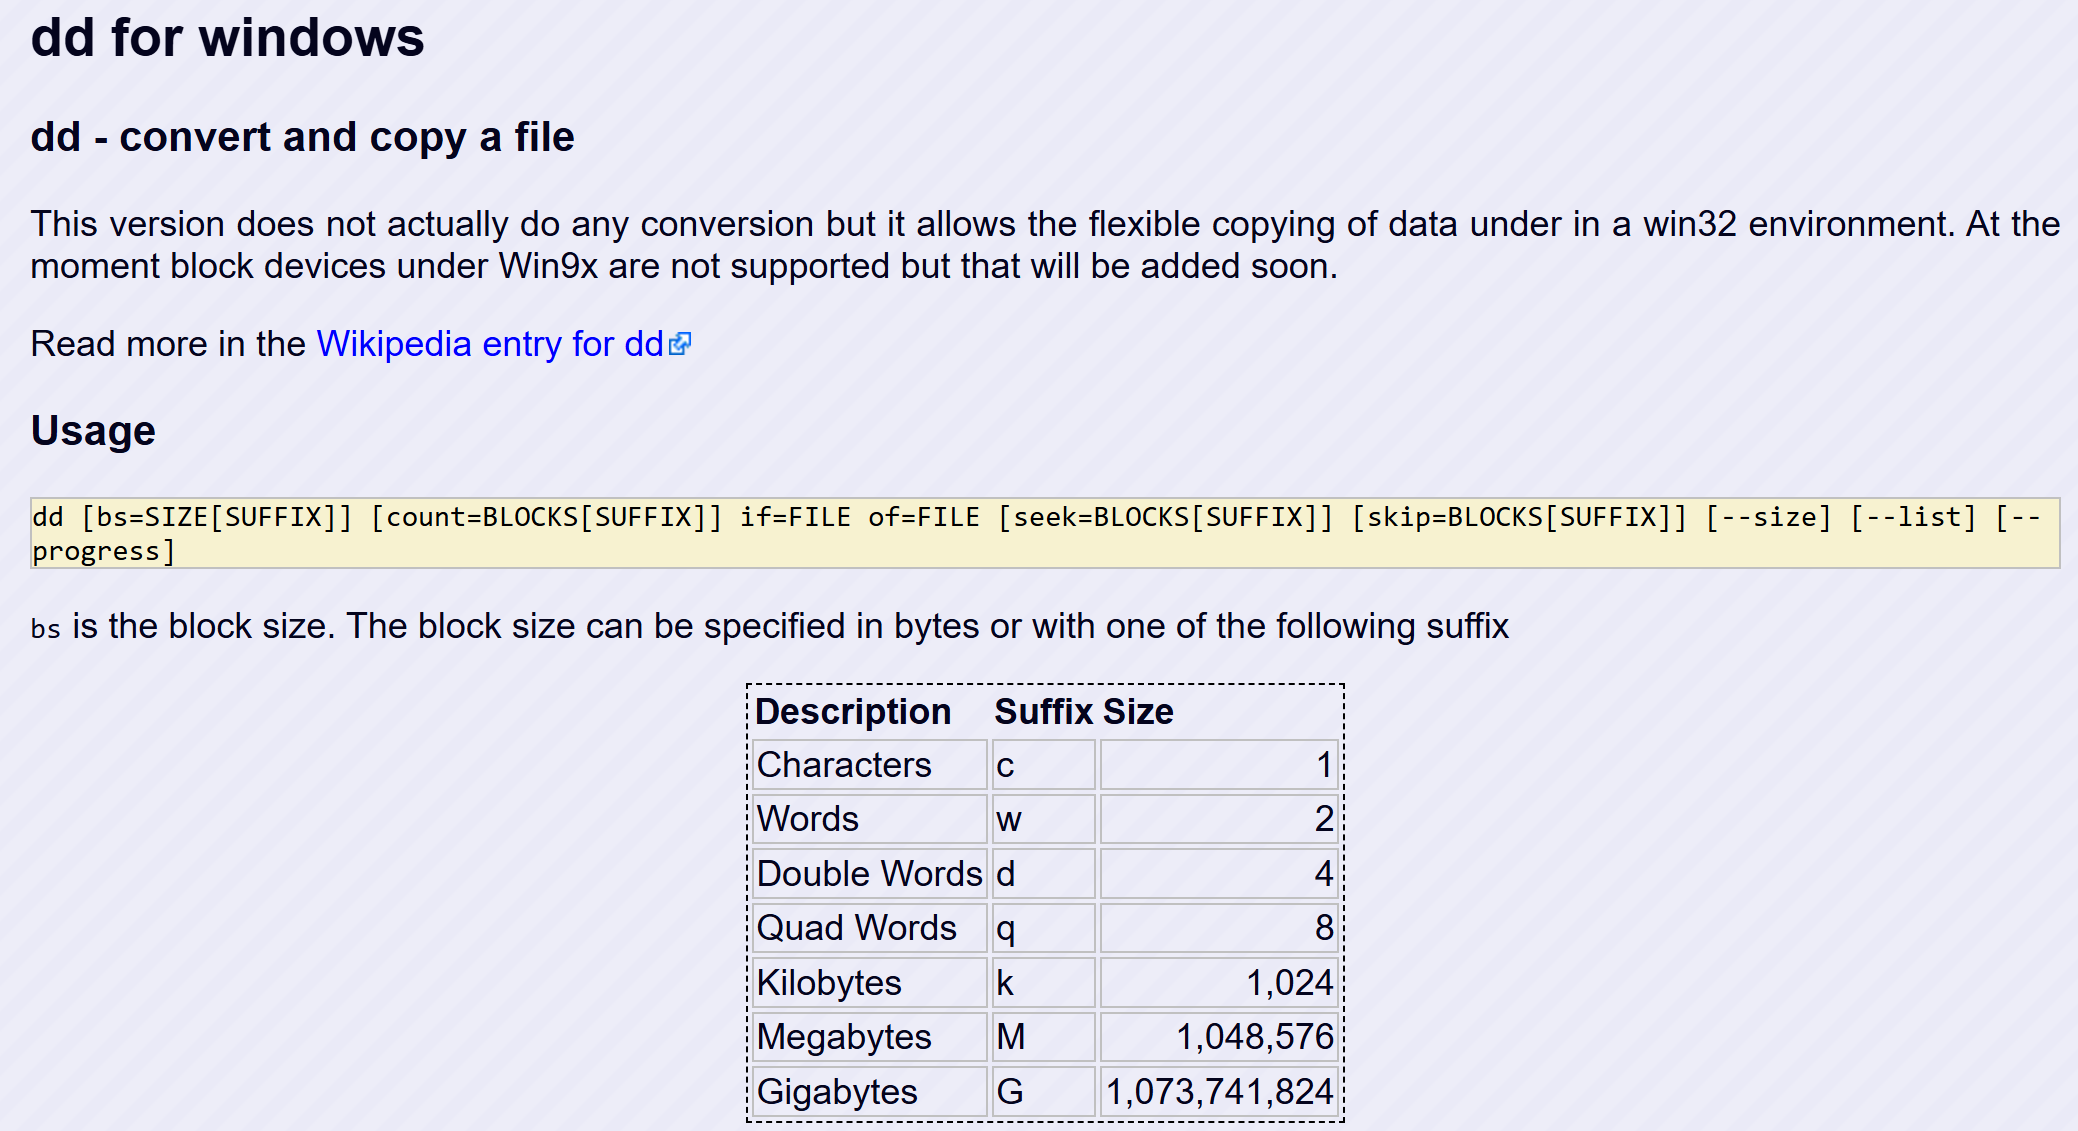 dd for windows
dd - convert and copy a file
This version does not actually do any conversion but it allows the flexible copying of data under in a win32 environment. At the
moment block devices under Win9x are not supported but that will be added soon.
Read more in the Wikipedia entry for dd
Usage
dd [bs=SIZE[SUFFIX]] [count=BLOCKS[SUFFIX]] if=FILE of=FILE [seek=BLOCKS[SUFFIX]] [skip=BLOCKS[SUFFIX]] [--size] [--list] [--
progress]
bs is the block size. The block size can be specified in bytes or with one of the following suffix
Description Suffix Size
Characters c 1
Words w 2
Double Words d 4
Quad Words q 8
Kilobytes k 1,024
Megabytes M 1,048,576
Gigabytes G 1,073,741,824